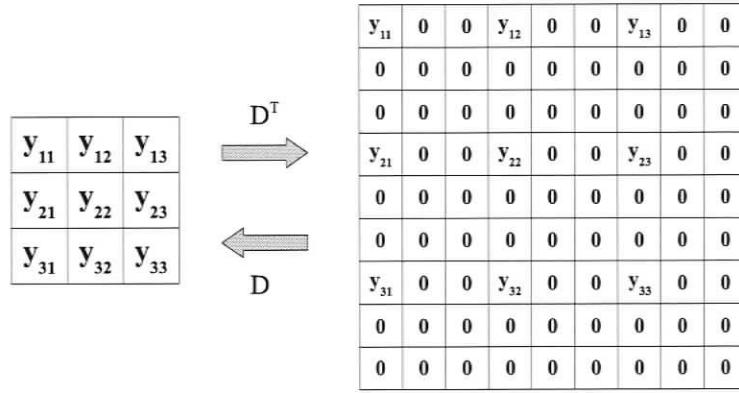 y₁₁ 0 0 y₁₂ 0 0 y₁₃ 0 0
0 0 0 0 0 0 0 0 0
0 0 0 0 0 0 0 0 0
y₂₁ 0 0 y₂₂ 0 0 y₂₃ 0 0
0 0 0 0 0 0 0 0 0
0 0 0 0 0 0 0 0 0
y₃₁ 0 0 y₃₂ 0 0 y₃₃ 0 0
0 0 0 0 0 0 0 0 0
0 0 0 0 0 0 0 0 0
y₁₁ y₁₂ y₁₃
y₂₁ y₂₂ y₂₃
y₃₁ y₃₂ y₃₃
Dᵀ
D